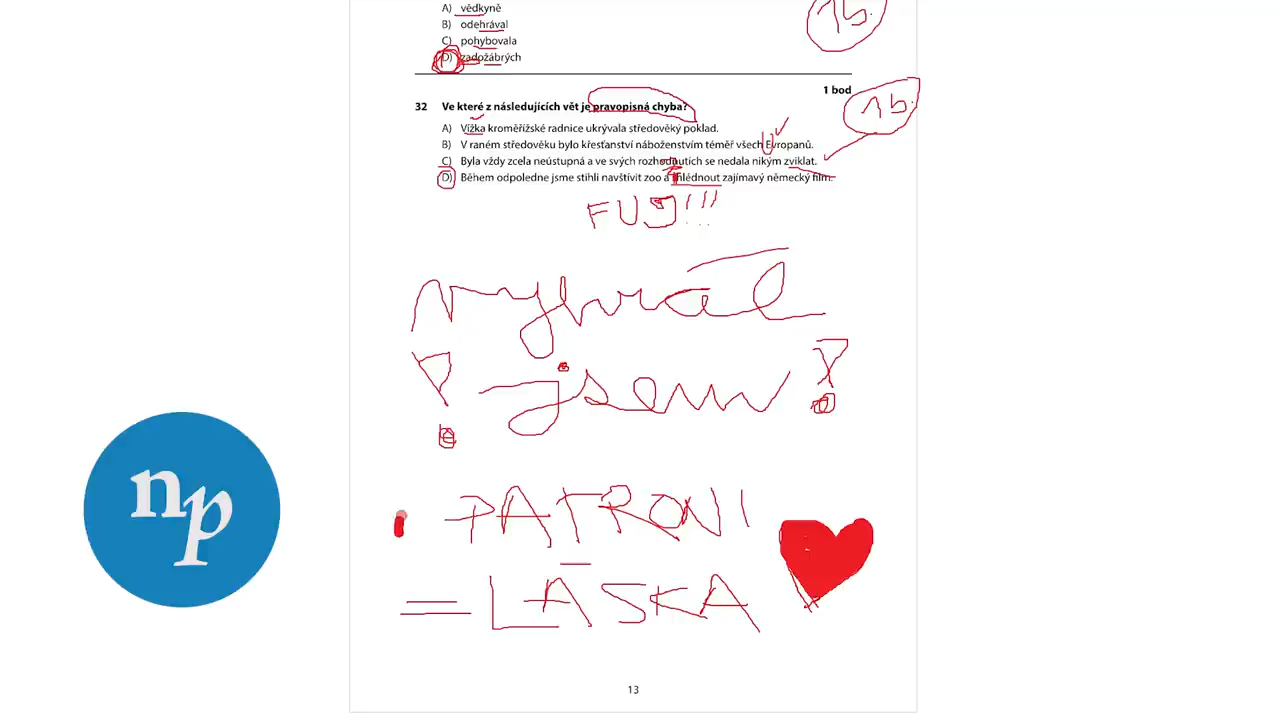 A) vědkyně
B) odehrával
C) pohybovala
D) zadožábrých
1b.
1 bod
32 Ve které z následujících vět je pravopisná chyba?
1b.
A) Vížka kroměřížské radnice ukrývala středověký poklad.
B) V raném středověku bylo křesťanství náboženstvím téměř všech Evropanů.
C) Byla vždy zcela neústupná a ve svých rozhodnutích se nedala nikým zviklat.
D) Během odpoledne jsme stihli navštívit zoo a shlédnout zajímavý německý film.
FUJ!!!
vyhrál
! jsem !
PATRONI
= LÁSKA
np
13